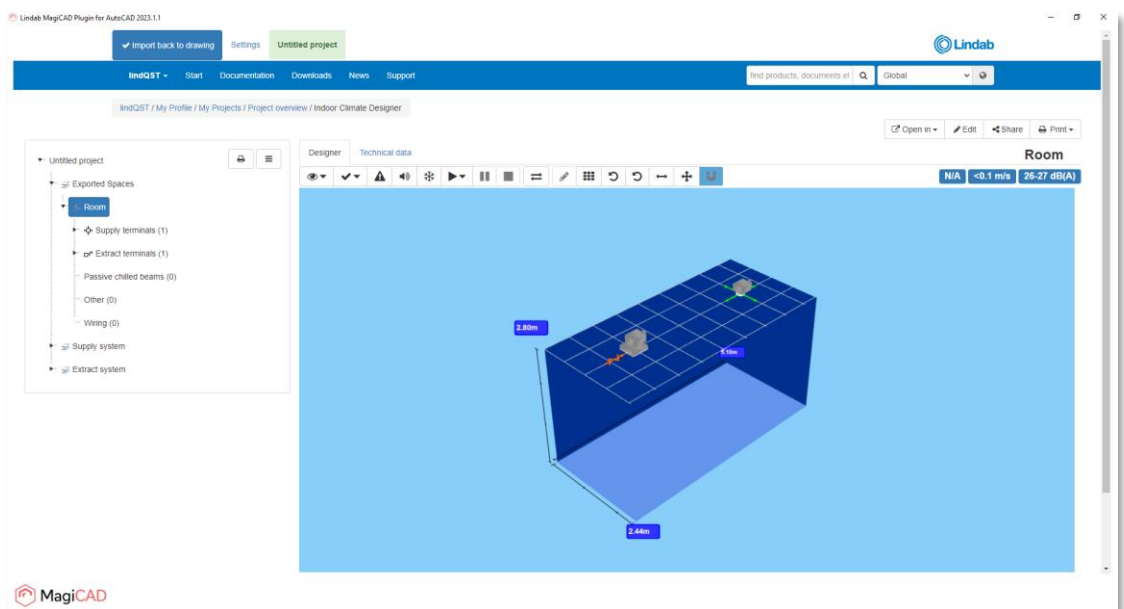 Lindab MagiCAD Plugin for AutoCAD 2023.1.1
Import back to drawing Settings Untitled project
Lindab
lindQST Start Documentation Downloads News Support find products, documents et Global
lindQST / My Profile / My Projects / Project overview / Indoor Climate Designer
Open in Edit Share Print
Untitled project
Exported Spaces
Room
Supply terminals (1)
Extract terminals (1)
Passive chilled beams (0)
Other (0)
Wiring (0)
Supply system
Extract system
Designer Technical data
Room
N/A <0.1 m/s 26-27 dB(A)
2.80m
5.18m
2.44m
MagiCAD